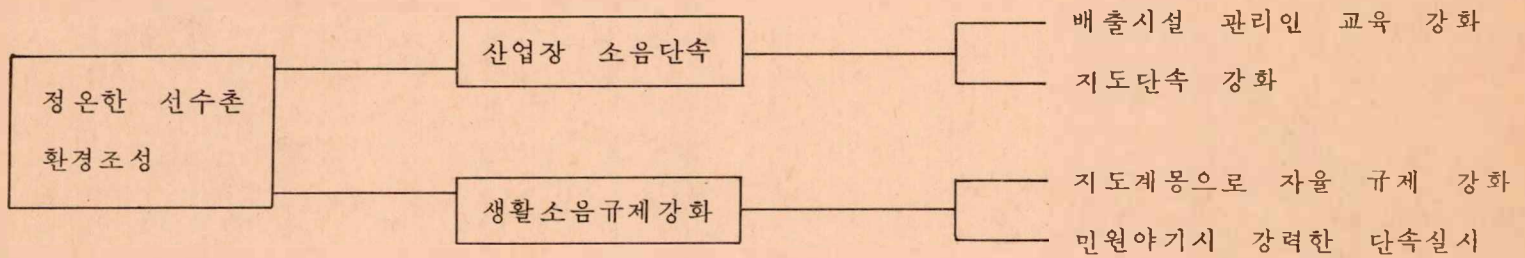 정온한 선수촌
환경조성
산업장 소음단속
배출시설 관리인 교육 강화
지도단속 강화
생활소음규제강화
지도계몽으로 자율 규제 강화
민원야기시 강력한 단속실시